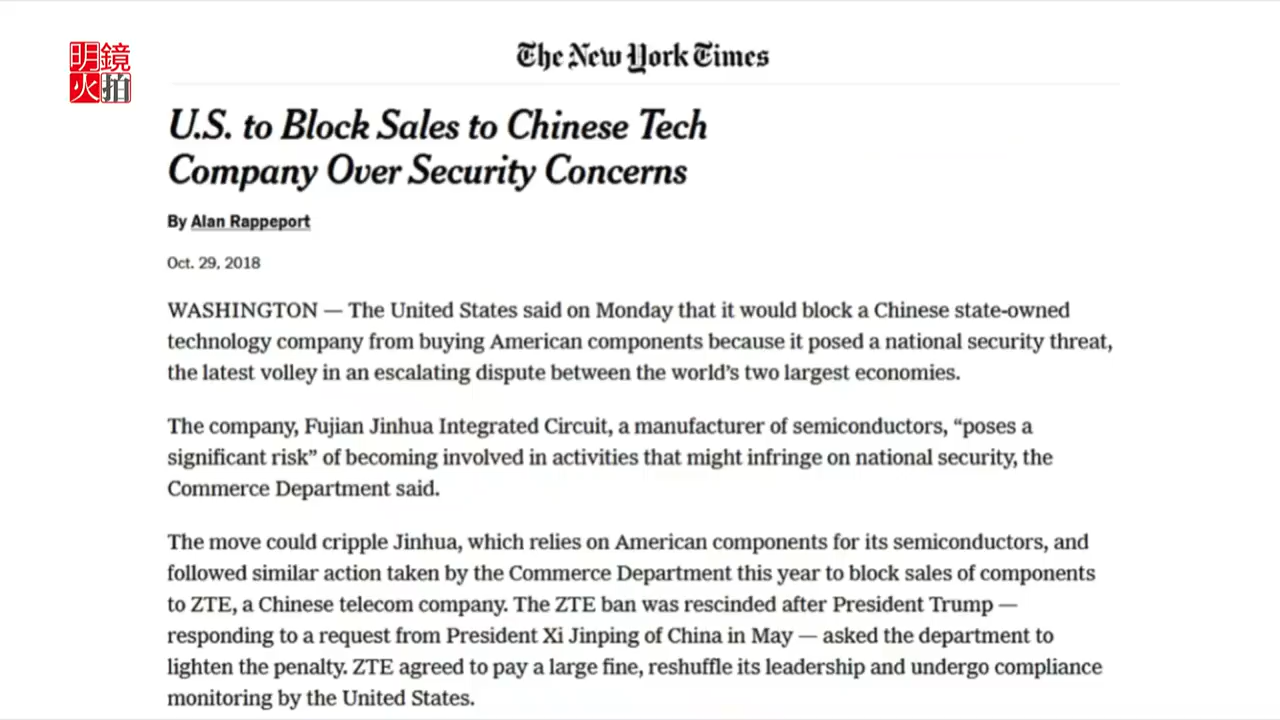 明鏡
火拍
The New York Times
U.S. to Block Sales to Chinese Tech
Company Over Security Concerns
By Alan Rappeport
Oct. 29, 2018
WASHINGTON — The United States said on Monday that it would block a Chinese state-owned
technology company from buying American components because it posed a national security threat,
the latest volley in an escalating dispute between the world’s two largest economies.
The company, Fujian Jinhua Integrated Circuit, a manufacturer of semiconductors, “poses a
significant risk” of becoming involved in activities that might infringe on national security, the
Commerce Department said.
The move could cripple Jinhua, which relies on American components for its semiconductors, and
followed similar action taken by the Commerce Department this year to block sales of components
to ZTE, a Chinese telecom company. The ZTE ban was rescinded after President Trump —
responding to a request from President Xi Jinping of China in May — asked the department to
lighten the penalty. ZTE agreed to pay a large fine, reshuffle its leadership and undergo compliance
monitoring by the United States.